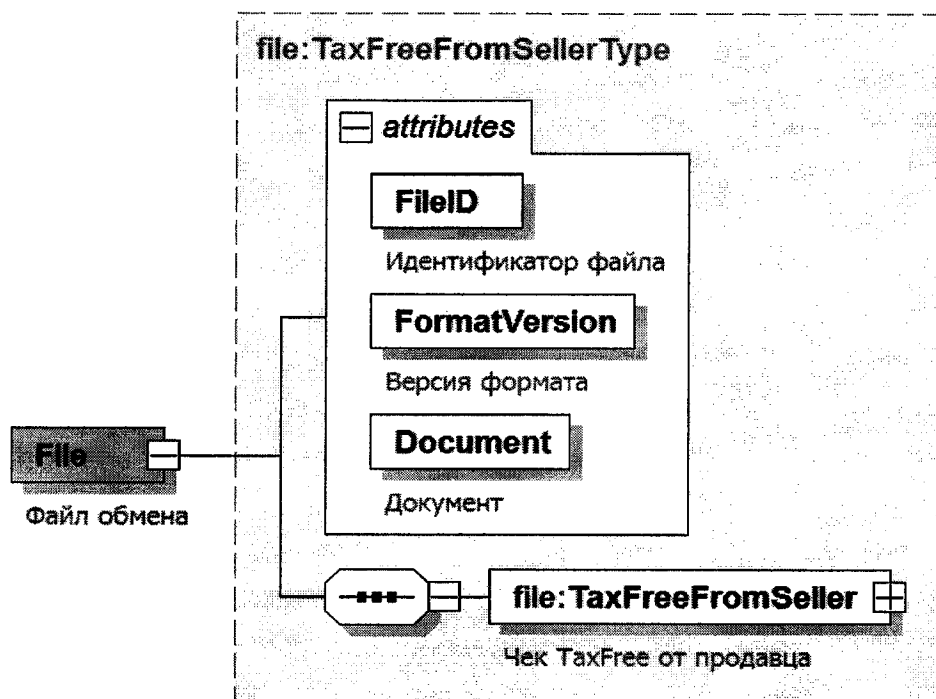 file:TaxFreeFromSellerType
attributes
FileID
Идентификатор файла
FormatVersion
Версия формата
Document
Документ
File
Файл обмена
file:TaxFreeFromSeller
Чек TaxFree от продавца